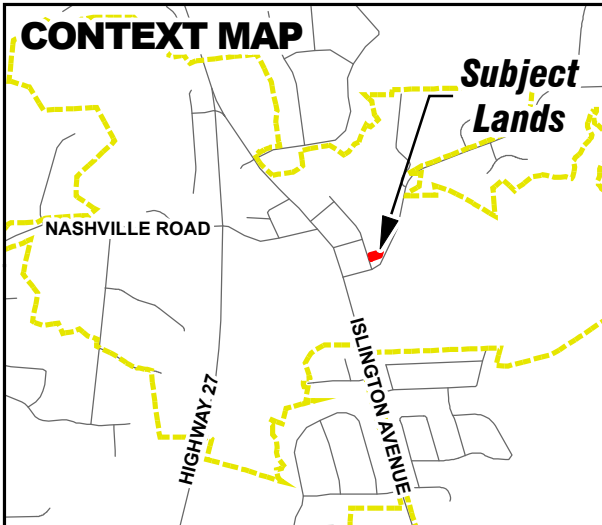 CONTEXT MAP
Subject
Lands
NASHVILLE ROAD
ISLINGTON AVENUE
HIGHWAY 27